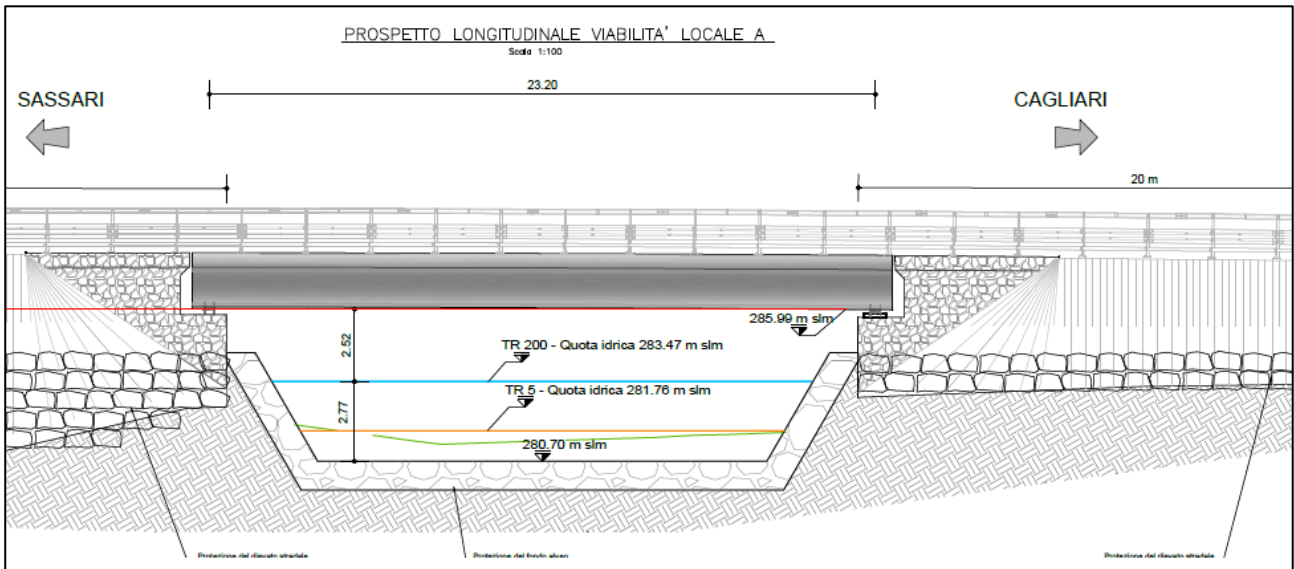 PROSPETTO LONGITUDINALE VIABILITA' LOCALE A
Scala 1:100
23.20
SASSARI
CAGLIARI
20 m
285.99 m slm
2.52
TR 200 - Quota idrica 283.47 m slm
TR 5 - Quota idrica 281.76 m slm
2.77
280.70 m slm
Protezione del rilevato stradale
Protezione del fondo alveo
Protezione del rilevato stradale